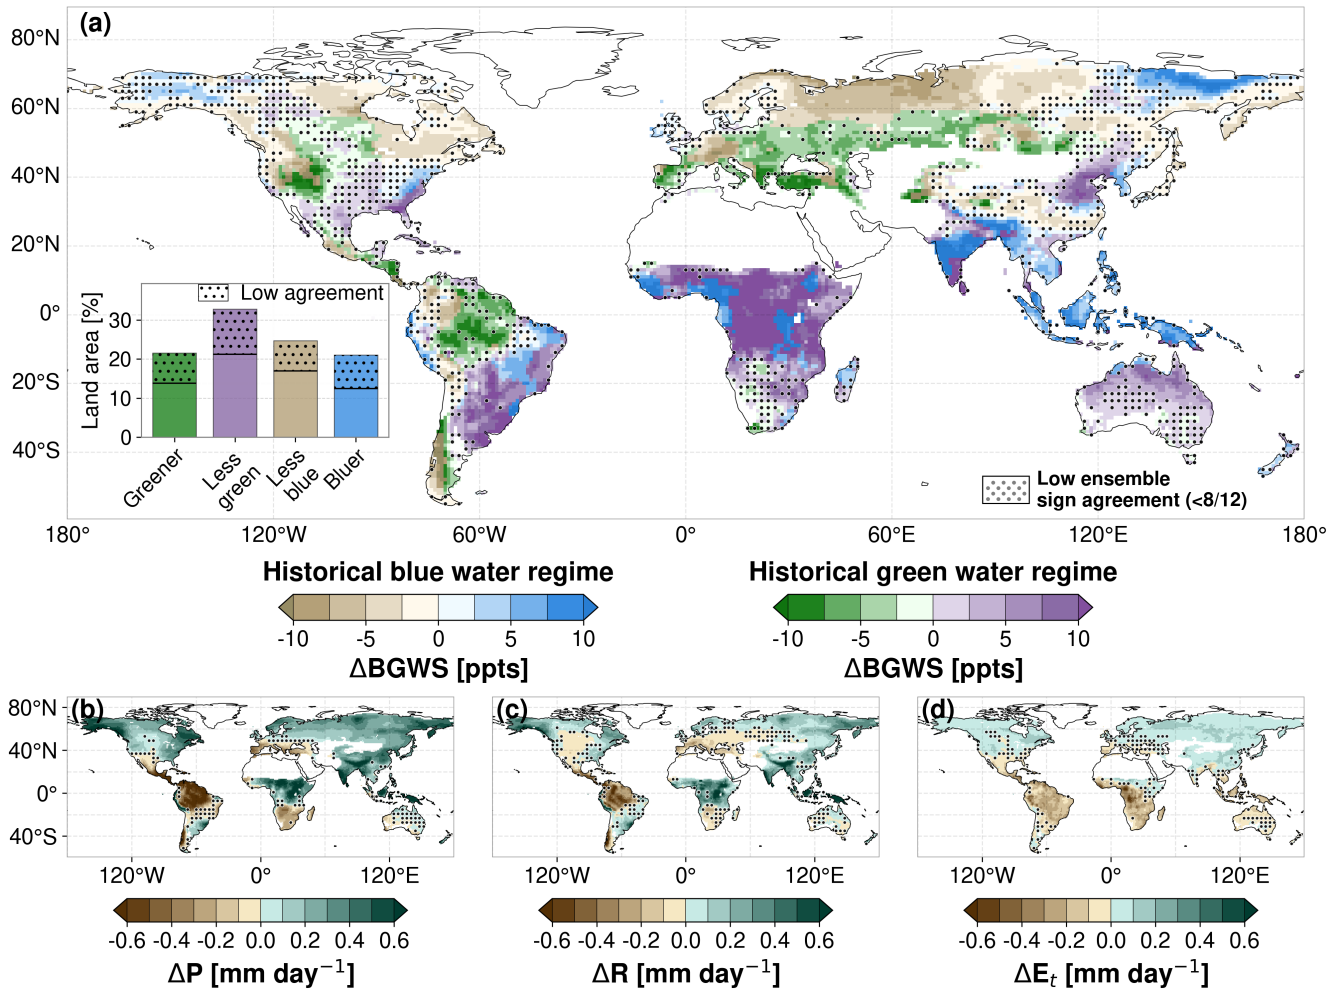 (a)
80°N
60°N
40°N
20°N
0°
20°S
40°S
180°
120°W
60°W
0°
60°E
120°E
180°
Low agreement
Land area [%]
30
20
10
0
Greener
Less green
Less blue
Bluer
Low ensemble
sign agreement (<8/12)
Historical blue water regime
-10 -5 0 5 10
ΔBGWS [ppts]
Historical green water regime
-10 -5 0 5 10
ΔBGWS [ppts]
(b)
80°N
40°N
0°
40°S
120°W 0° 120°E
-0.6 -0.4 -0.2 0.0 0.2 0.4 0.6
ΔP [mm day⁻¹]
(c)
120°W 0° 120°E
-0.6 -0.4 -0.2 0.0 0.2 0.4 0.6
ΔR [mm day⁻¹]
(d)
120°W 0° 120°E
-0.6 -0.4 -0.2 0.0 0.2 0.4 0.6
ΔEₜ [mm day⁻¹]